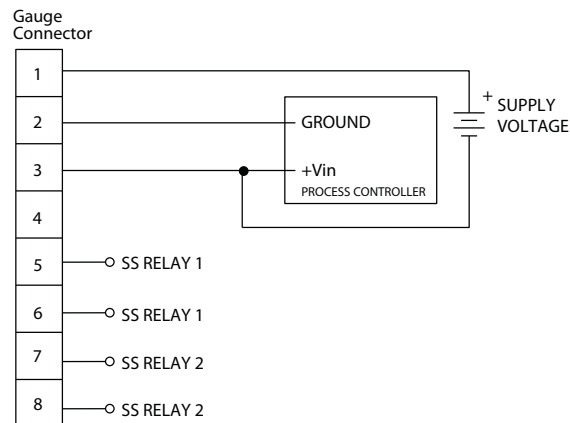 Gauge
Connector
1
2
3
4
5
6
7
8
GROUND
+Vin
PROCESS CONTROLLER
+
SUPPLY
VOLTAGE
SS RELAY 1
SS RELAY 1
SS RELAY 2
SS RELAY 2